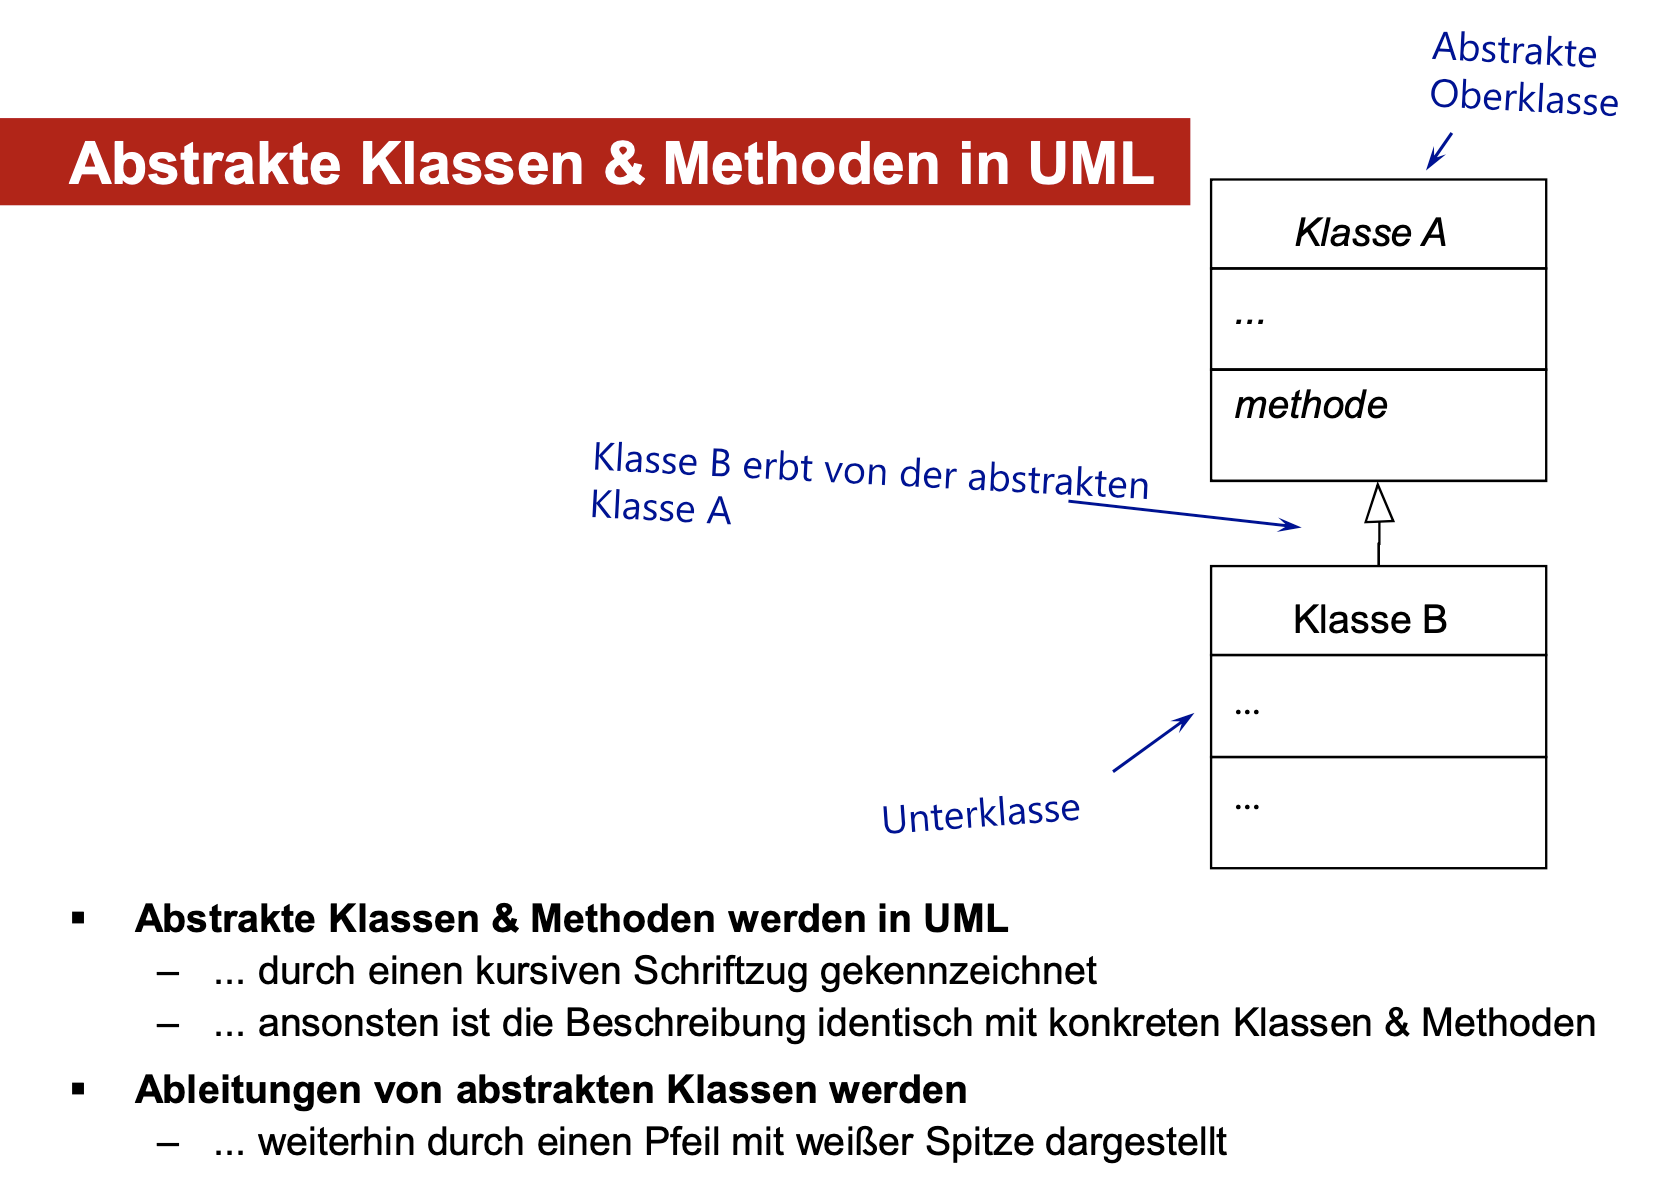 Abstrakte
Oberklasse
Abstrakte Klassen & Methoden in UML
Klasse A
...
methode
Klasse B erbt von der abstrakten
Klasse A
Klasse B
...
...
Unterklasse
▪ Abstrakte Klassen & Methoden werden in UML
– ... durch einen kursiven Schriftzug gekennzeichnet
– ... ansonsten ist die Beschreibung identisch mit konkreten Klassen & Methoden
▪ Ableitungen von abstrakten Klassen werden
– ... weiterhin durch einen Pfeil mit weißer Spitze dargestellt